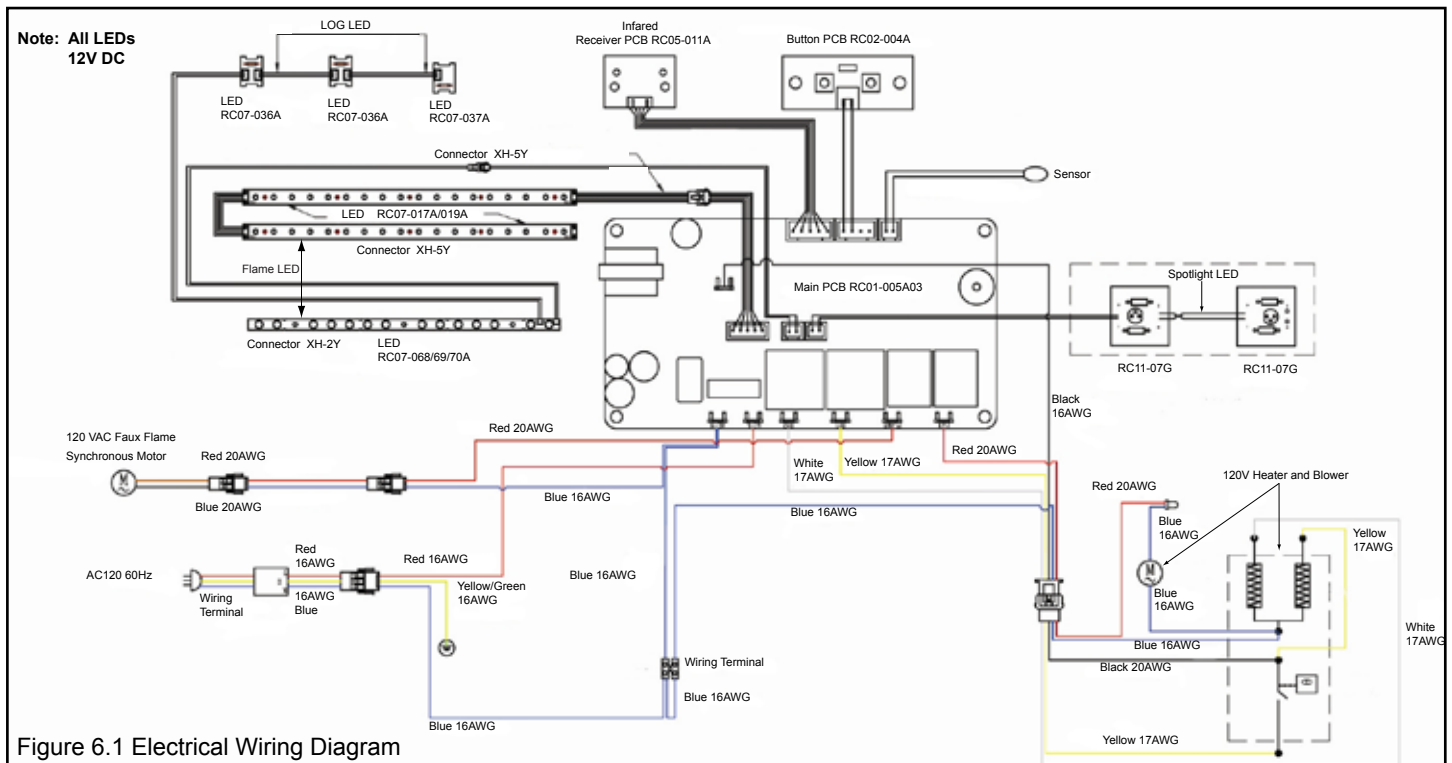 Note: All LEDs
12V DC
LOG LED
LED
RC07-036A
LED
RC07-036A
LED
RC07-037A
Infared
Receiver PCB RC05-011A
Button PCB RC02-004A
Connector XH-5Y
Sensor
LED RC07-017A/019A
Connector XH-5Y
Flame LED
Main PCB RC01-005A03
Spotlight LED
Connector XH-2Y
LED
RC07-068/69/70A
RC11-07G
RC11-07G
Black
16AWG
120 VAC Faux Flame
Synchronous Motor
M
Red 20AWG
Red 20AWG
Blue 20AWG
Blue 16AWG
White
17AWG
Yellow 17AWG
Red 20AWG
Blue 16AWG
Red 20AWG
120V Heater and Blower
Blue
16AWG
Yellow
17AWG
M
Blue
16AWG
AC120 60Hz
Wiring
Terminal
Red
16AWG
16AWG
Blue
Red 16AWG
Yellow/Green
16AWG
Blue 16AWG
White
17AWG
Blue 16AWG
Black 20AWG
Wiring Terminal
Blue 16AWG
Blue 16AWG
Yellow 17AWG
Figure 6.1 Electrical Wiring Diagram